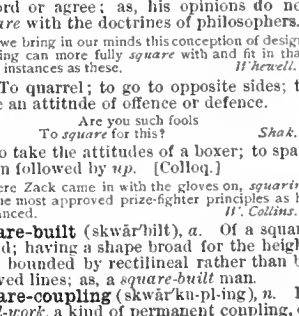 ord or agree; as, his opinions do no
are with the doctrines of philosophers.
we bring in our minds this conception of design
ing can more fully square with and fit in tha
instances as these. Whewell.
To quarrel; to go to opposite sides; t
e an attitude of offence or defence.
Are you such fools
To square for this? Shak.
o take the attitudes of a boxer; to spa
n followed by up. [Colloq.]
ere Zack came in with the gloves on, squarin
he most approved prize-fighter principles as h
anced. W. Collins.
are-built (skwãr'bilt), a. Of a squar
d; having a shape broad for the heigh
bounded by rectilineal rather than b
ved lines; as, a square-built man.
are-coupling (skwãr'ku-pl-ing), n. I
l-work, a kind of permanent coupling,